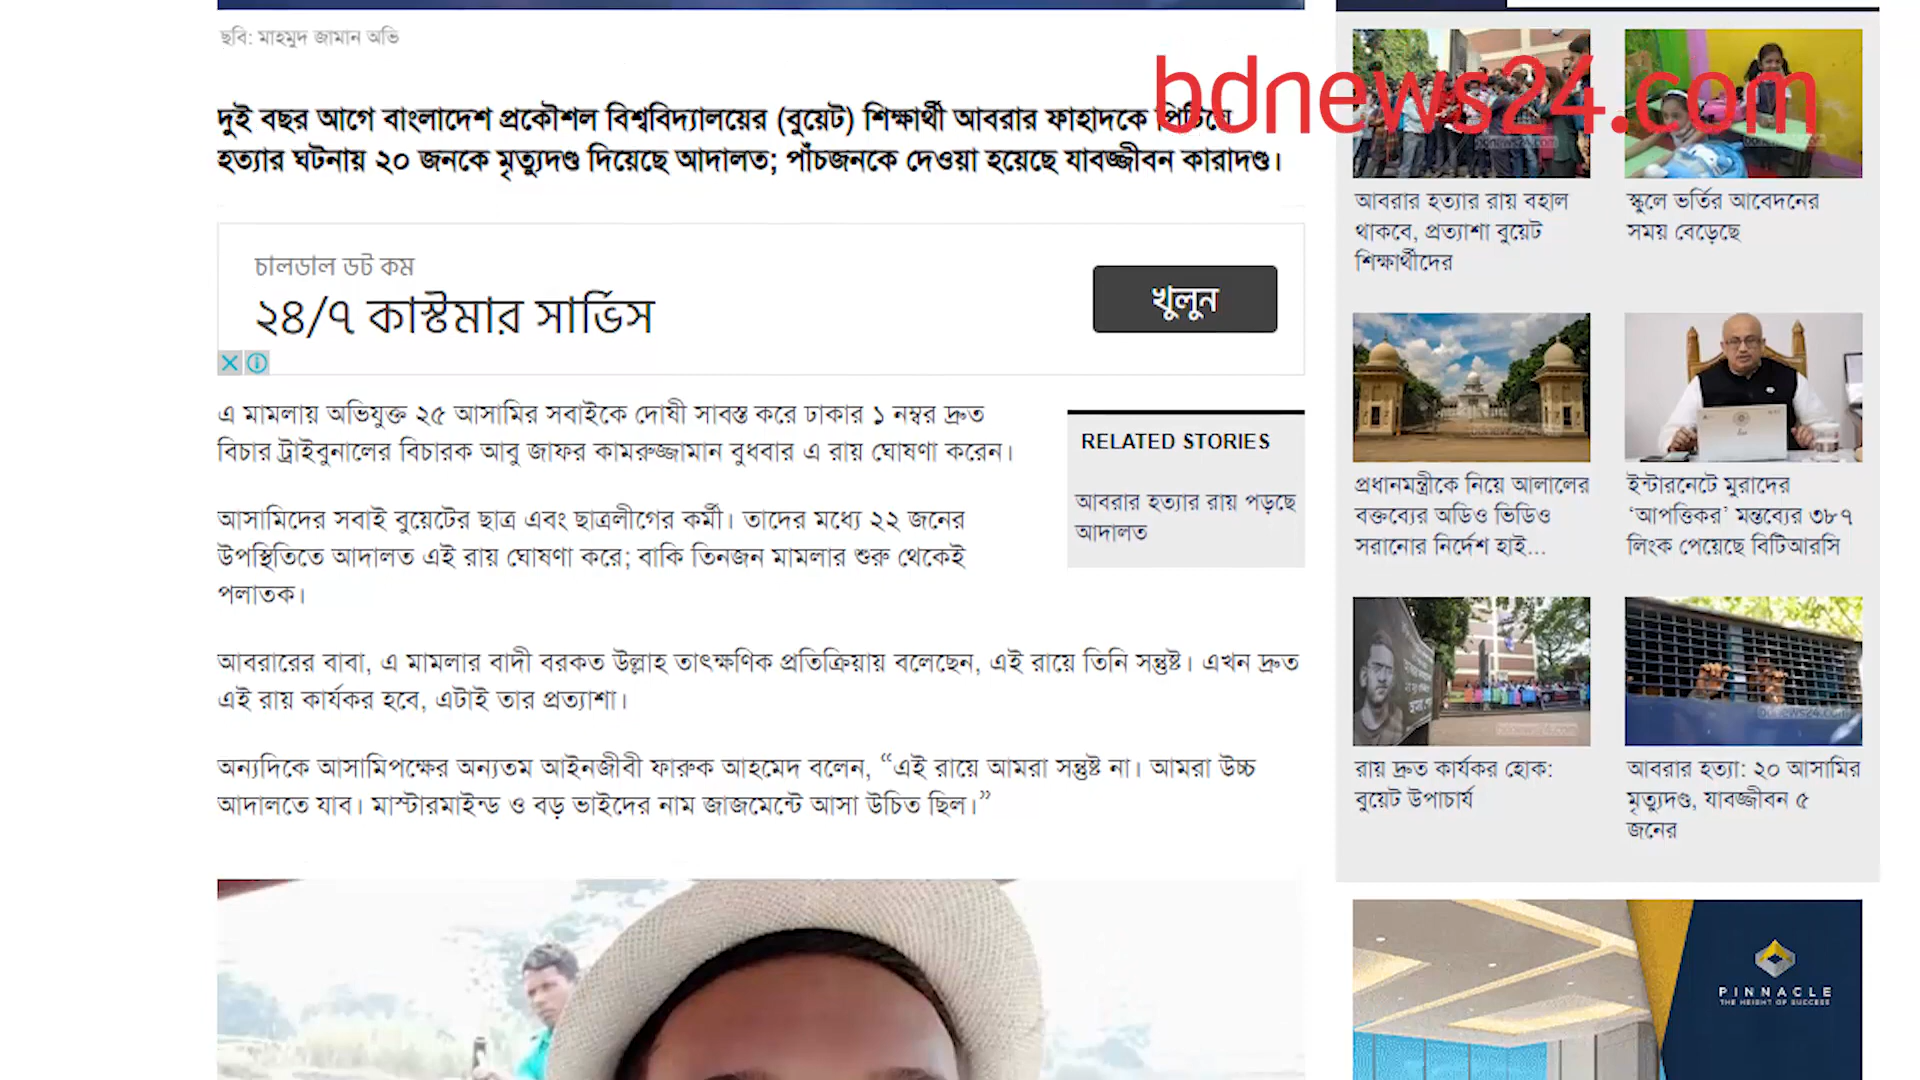 ছবি: মাহমুদ জামান অভি
bdnews24.com
দুই বছর আগে বাংলাদেশ প্রকৌশল বিশ্ববিদ্যালয়ের (বুয়েট) শিক্ষার্থী আবরার ফাহাদকে পিটিয়ে
হত্যার ঘটনায় ২০ জনকে মৃত্যুদণ্ড দিয়েছে আদালত; পাঁচজনকে দেওয়া হয়েছে যাবজ্জীবন কারাদণ্ড।
চালডাল ডট কম
২৪/৭ কাস্টমার সার্ভিস
খুলুন
এ মামলায় অভিযুক্ত ২৫ আসামির সবাইকে দোষী সাবস্ত করে ঢাকার ১ নম্বর দ্রুত
বিচার ট্রাইবুনালের বিচারক আবু জাফর কামরুজ্জামান বুধবার এ রায় ঘোষণা করেন।
RELATED STORIES
আবরার হত্যার রায় পড়ছে
আদালত
আসামিদের সবাই বুয়েটের ছাত্র এবং ছাত্রলীগের কর্মী। তাদের মধ্যে ২২ জনের
উপস্থিতিতে আদালত এই রায় ঘোষণা করে; বাকি তিনজন মামলার শুরু থেকেই
পলাতক।
আবরারের বাবা, এ মামলার বাদী বরকত উল্লাহ তাৎক্ষণিক প্রতিক্রিয়ায় বলেছেন, এই রায়ে তিনি সন্তুষ্ট। এখন দ্রুত
এই রায় কার্যকর হবে, এটাই তার প্রত্যাশা।
অন্যদিকে আসামিপক্ষের অন্যতম আইনজীবী ফারুক আহমেদ বলেন, “এই রায়ে আমরা সন্তুষ্ট না। আমরা উচ্চ
আদালতে যাব। মাস্টারমাইন্ড ও বড় ভাইদের নাম জাজমেন্টে আসা উচিত ছিল।”
আবরার হত্যার রায় বহাল
থাকবে, প্রত্যাশা বুয়েট
শিক্ষার্থীদের
স্কুলে ভর্তির আবেদনের
সময় বেড়েছে
প্রধানমন্ত্রীকে নিয়ে আলালের
বক্তব্যের অডিও ভিডিও
সরানোর নির্দেশ হাই...
ইন্টারনেটে মুরাদের
‘আপত্তিকর’ মন্তব্যের ৩৮৭
লিংক পেয়েছে বিটিআরসি
রায় দ্রুত কার্যকর হোক:
বুয়েট উপাচার্য
আবরার হত্যা: ২০ আসামির
মৃত্যুদণ্ড, যাবজ্জীবন ৫
জনের
PINNACLE
THE HEIGHT OF SUCCESS